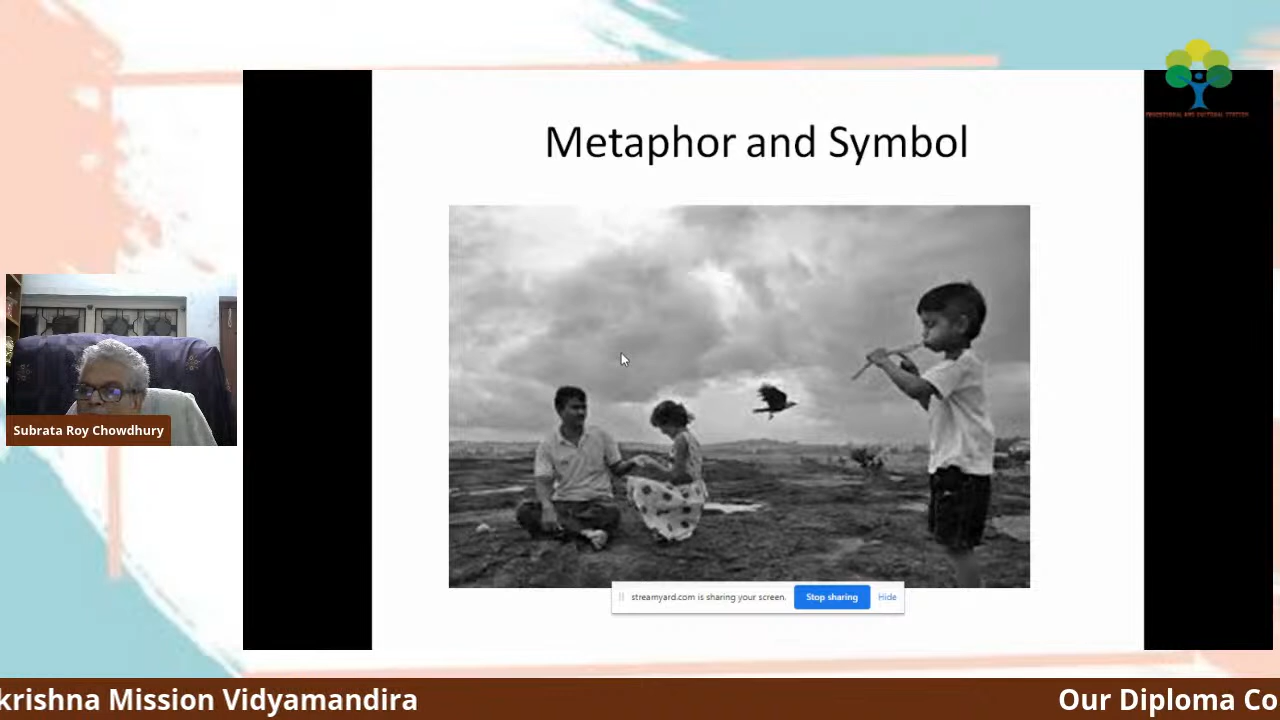 Metaphor and Symbol
Subrata Roy Chowdhury
streamyard.com is sharing your screen.
Stop sharing
Hide
krishna Mission Vidyamandira
Our Diploma Co